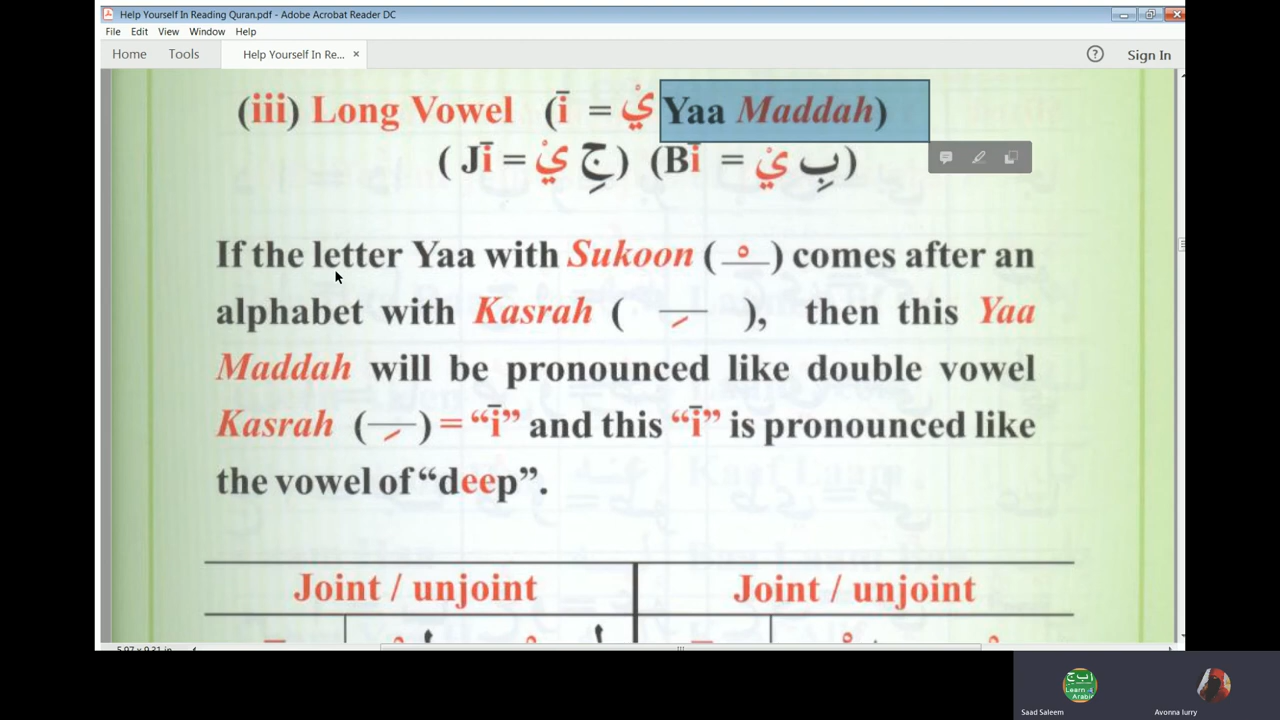 Help Yourself In Reading Quran.pdf - Adobe Acrobat Reader DC
File Edit View Window Help
Home Tools Help Yourself In Re... × ? Sign In
(iii) Long Vowel (ī = يْ Yaa Maddah)
( Jī = جِ يْ) (Bī = بِ يْ)
If the letter Yaa with Sukoon ( ْ ) comes after an
alphabet with Kasrah ( ِ ), then this Yaa
Maddah will be pronounced like double vowel
Kasrah ( ِ ) = “ī” and this “ī” is pronounced like
the vowel of “deep”.
Joint / unjoint Joint / unjoint
ا ب ج
Learn
Arabic
Saad Saleem Avonna lurry